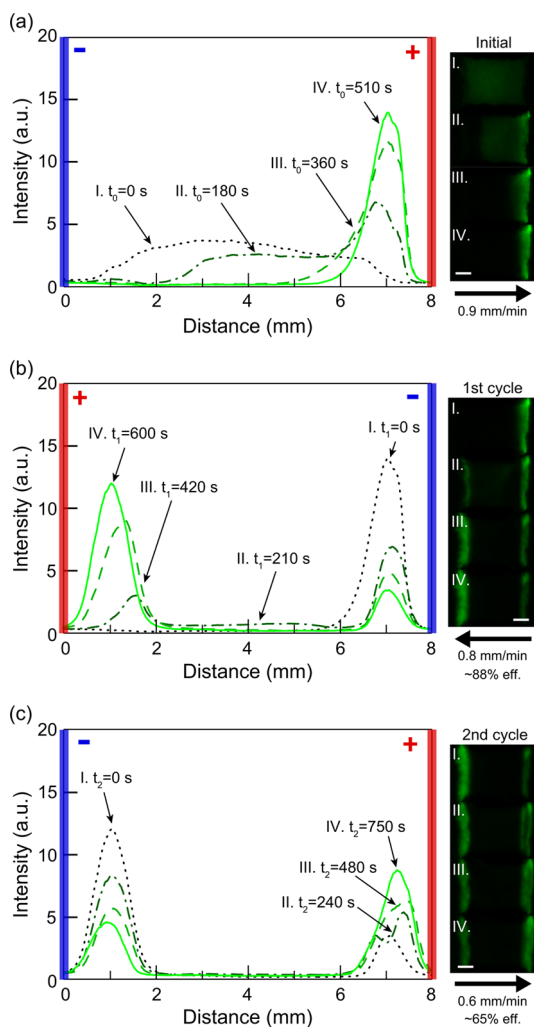 (a)
Initial
Intensity (a.u.)
20
15
10
5
0
− +
IV. t0=510 s
III. t0=360 s
II. t0=180 s
I. t0=0 s
0 2 4 6 8
Distance (mm)
I.
II.
III.
IV.
0.9 mm/min
(b)
1st cycle
Intensity (a.u.)
20
15
10
5
0
+ −
IV. t1=600 s
I. t1=0 s
III. t1=420 s
II. t1=210 s
0 2 4 6 8
Distance (mm)
I.
II.
III.
IV.
0.8 mm/min
~88% eff.
(c)
2nd cycle
Intensity (a.u.)
20
15
10
5
0
− +
I. t2=0 s
IV. t2=750 s
III. t2=480 s
II. t2=240 s
0 2 4 6 8
Distance (mm)
I.
II.
III.
IV.
0.6 mm/min
~65% eff.